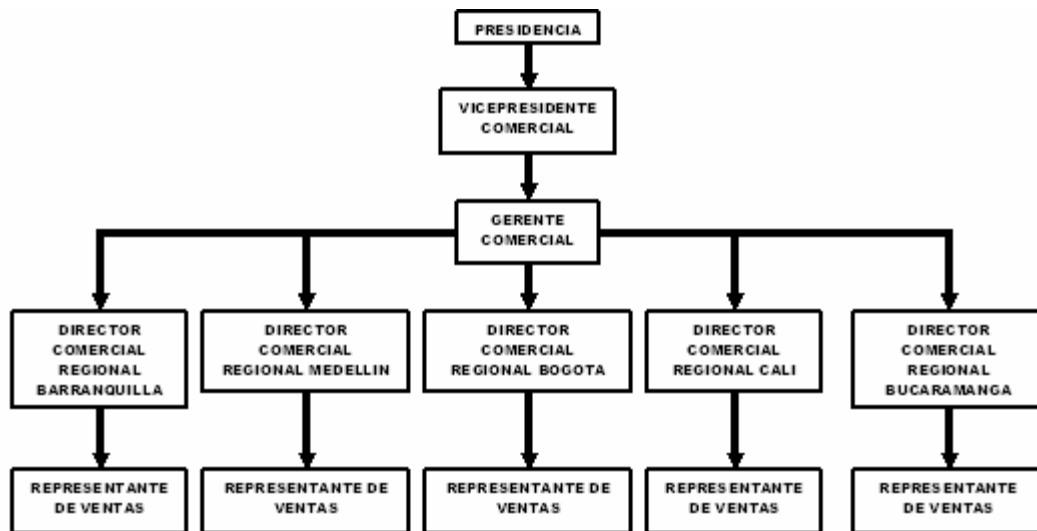 PRESIDENCIA
VICEPRESIDENTE
COMERCIAL
GERENTE
COMERCIAL
DIRECTOR
COMERCIAL
REGIONAL
BARRANQUILLA
DIRECTOR
COMERCIAL
REGIONAL MEDELLIN
DIRECTOR
COMERCIAL
REGIONAL BOGOTA
DIRECTOR
COMERCIAL
REGIONAL CALI
DIRECTOR
COMERCIAL
REGIONAL
BUCARAMANGA
REPRESENTANTE
DE VENTAS
REPRESENTANTE DE
VENTAS
REPRESENTANTE DE
VENTAS
REPRESENTANTE
DE VENTAS
REPRESENTANTE
DE VENTAS